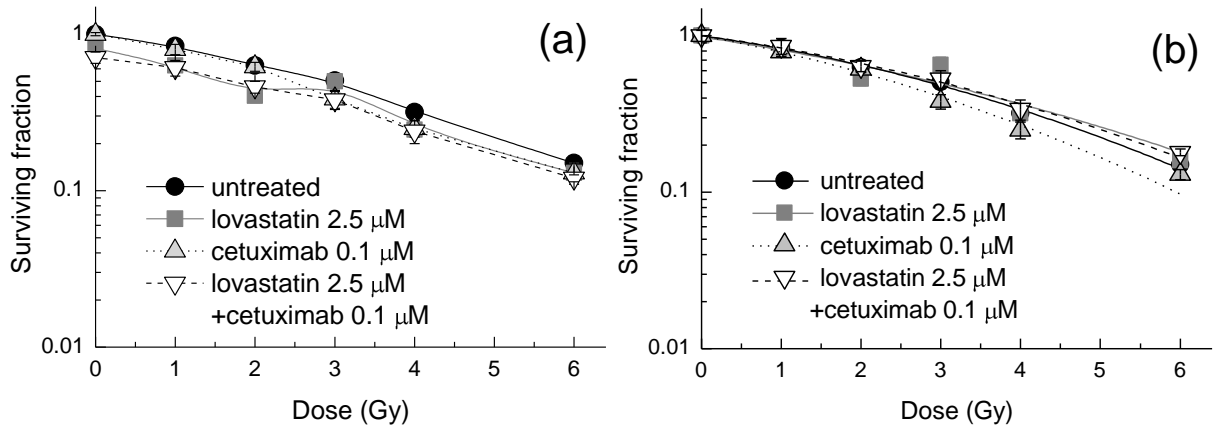 (a)
1
0.1
0.01
Surviving fraction
untreated
lovastatin 2.5 μM
cetuximab 0.1 μM
lovastatin 2.5 μM
+cetuximab 0.1 μM
0 1 2 3 4 5 6
Dose (Gy)
(b)
1
0.1
0.01
Surviving fraction
untreated
lovastatin 2.5 μM
cetuximab 0.1 μM
lovastatin 2.5 μM
+cetuximab 0.1 μM
0 1 2 3 4 5 6
Dose (Gy)